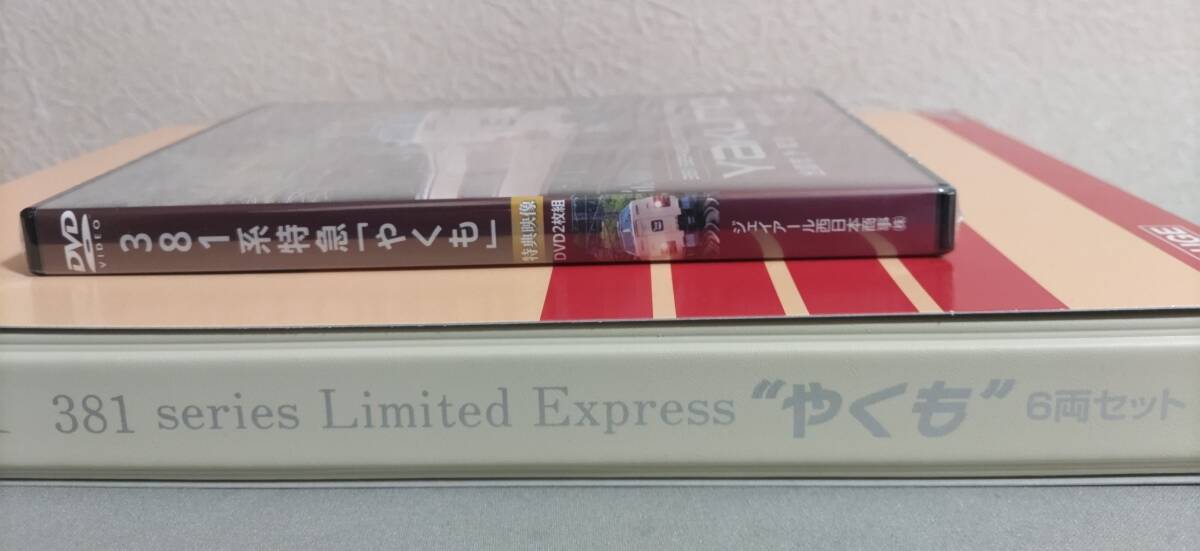 DVD VIDEO 381系特急「やくも」 特典映像 DVD2枚組 ジェイアール西日本商事㈱
381 series Limited Express "やくも" 6両セット